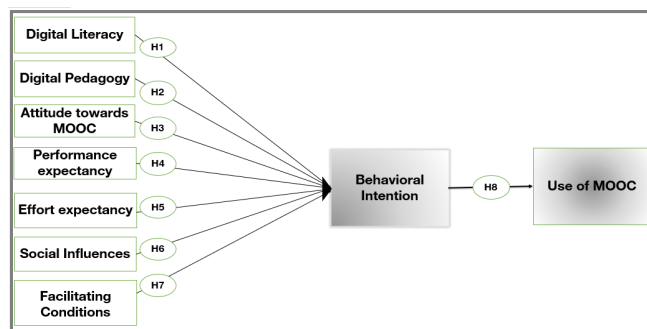 Digital Literacy
H1
Digital Pedagogy
H2
Attitude towards
MOOC
H3
Performance
expectancy
H4
Effort expectancy
H5
Social Influences
H6
Facilitating
Conditions
H7
Behavioral
Intention
H8
Use of MOOC